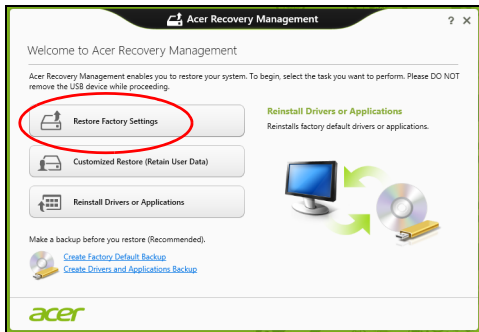 Acer Recovery Management
? ×
Welcome to Acer Recovery Management
Acer Recovery Management enables you to restore your system. To begin, select the task you want to perform. Please DO NOT
remove the USB device while proceeding.
Restore Factory Settings
Customized Restore (Retain User Data)
Reinstall Drivers or Applications
Reinstall Drivers or Applications
Reinstalls factory default drivers or applications.
Make a backup before you restore (Recommended).
Create Factory Default Backup
Create Drivers and Applications Backup
acer